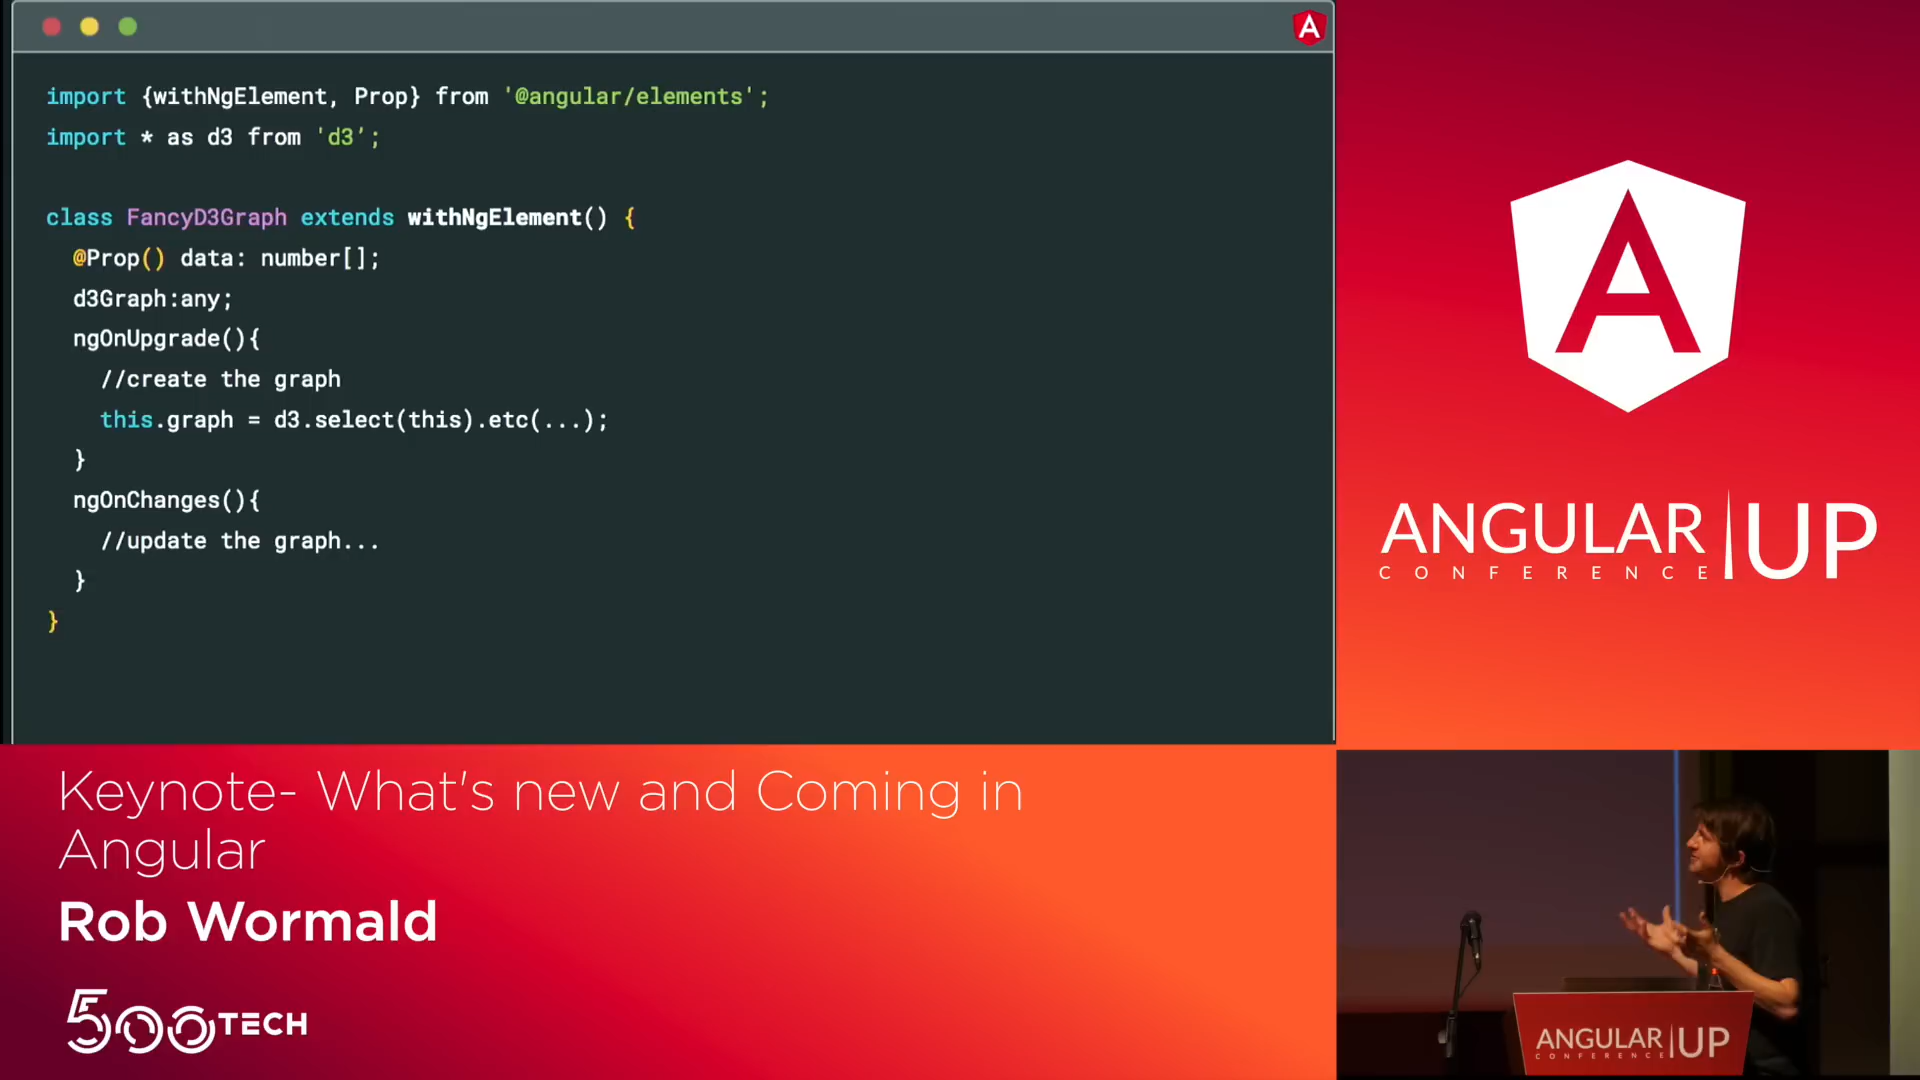 import {withNgElement, Prop} from '@angular/elements';
import * as d3 from 'd3’;
class FancyD3Graph extends withNgElement() {
@Prop() data: number[];
d3Graph:any;
ngOnUpgrade(){
//create the graph
this.graph = d3.select(this).etc(...);
}
ngOnChanges(){
//update the graph...
}
}
ANGULAR UP
CONFERENCE
Keynote- What's new and Coming in
Angular
Rob Wormald
500TECH
ANGULAR UP
CONFERENCE